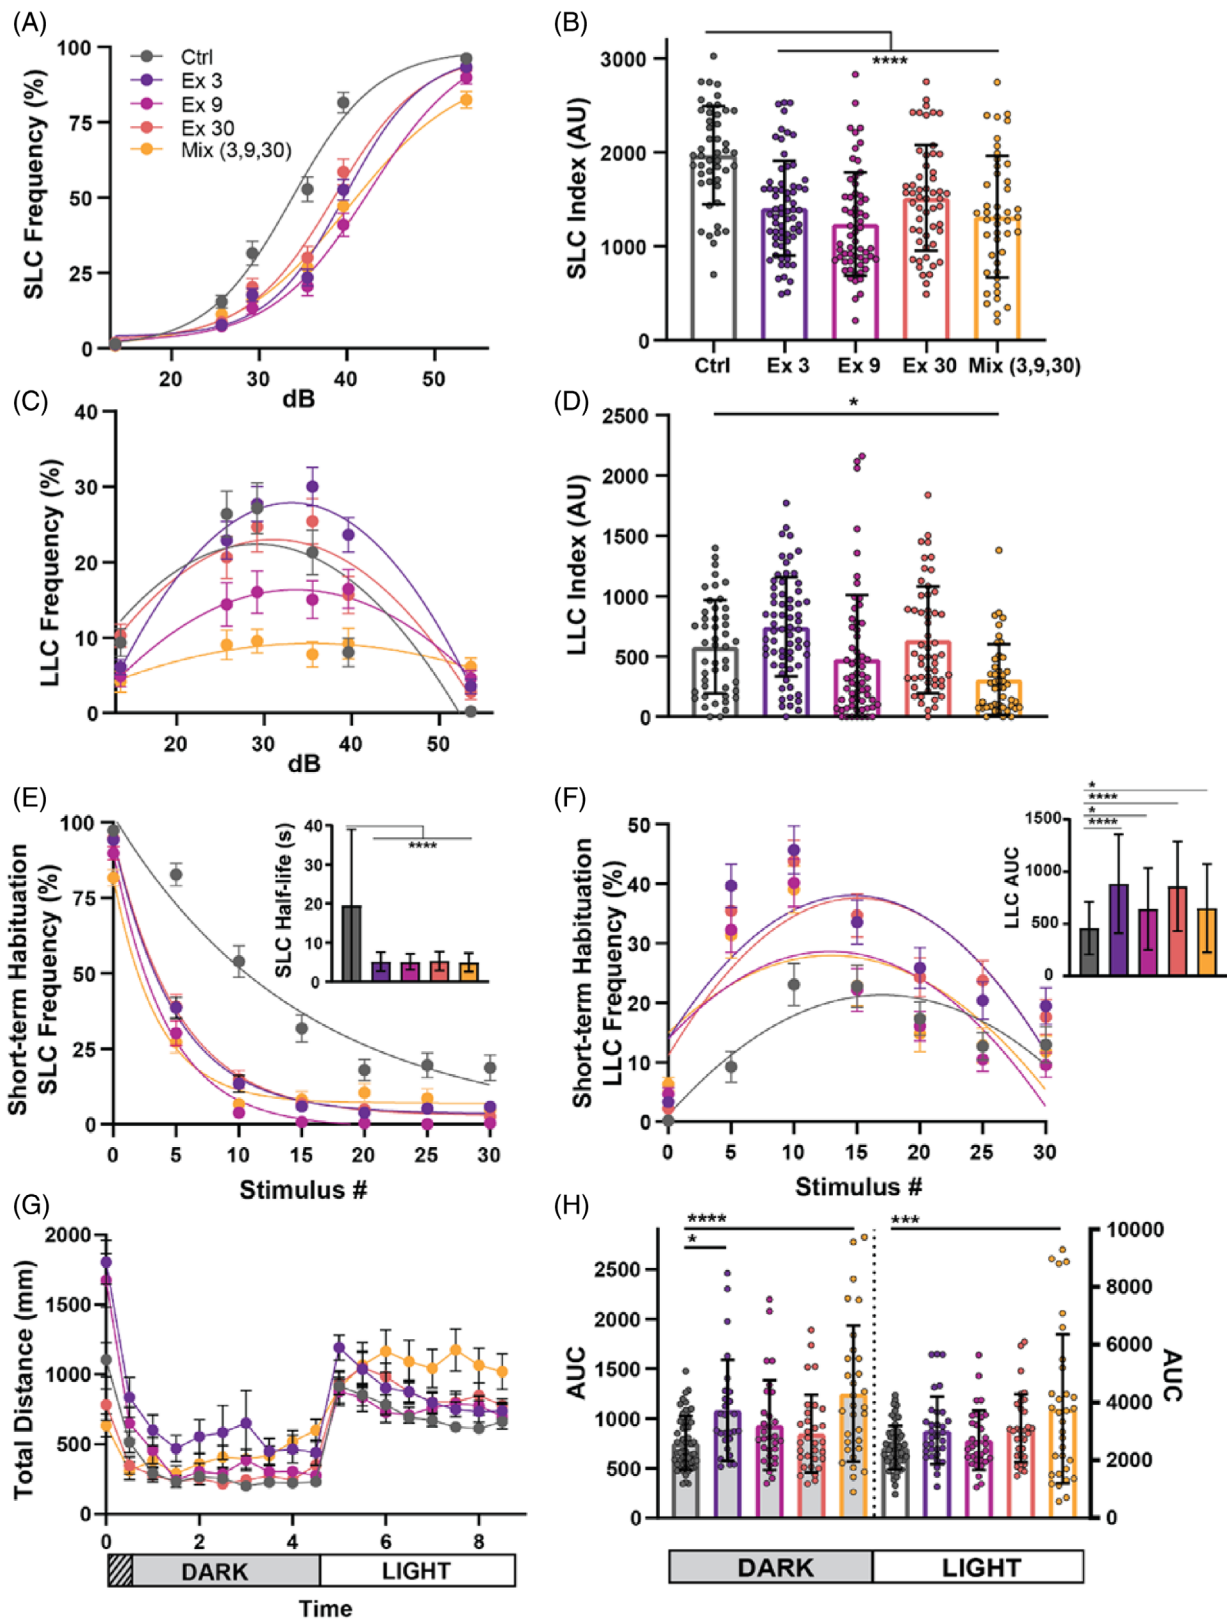 (A)
SLC Frequency (%)
100
75
50
25
0
Ctrl
Ex 3
Ex 9
Ex 30
Mix (3,9,30)
20 30 40 50
dB
(B)
SLC Index (AU)
3000
2000
1000
0
****
Ctrl Ex 3 Ex 9 Ex 30 Mix (3,9,30)
(C)
LLC Frequency (%)
40
30
20
10
0
20 30 40 50
dB
(D)
LLC Index (AU)
2500
2000
1500
1000
500
0
*
(E)
Short-term Habituation
SLC Frequency (%)
100
75
50
25
0
0 5 10 15 20 25 30
Stimulus #
SLC Half-life (s)
40
30
20
10
0
****
(F)
Short-term Habituation
LLC Frequency (%)
50
40
30
20
10
0
0 5 10 15 20 25 30
Stimulus #
LLC AUC
1500
1000
500
0
*
****
*
****
(G)
Total Distance (mm)
2000
1500
1000
500
0
0 2 4 6 8
DARK LIGHT
Time
(H)
AUC
2500
2000
1500
1000
500
0
****
*
***
10000
8000
6000
4000
2000
0
AUC
DARK LIGHT